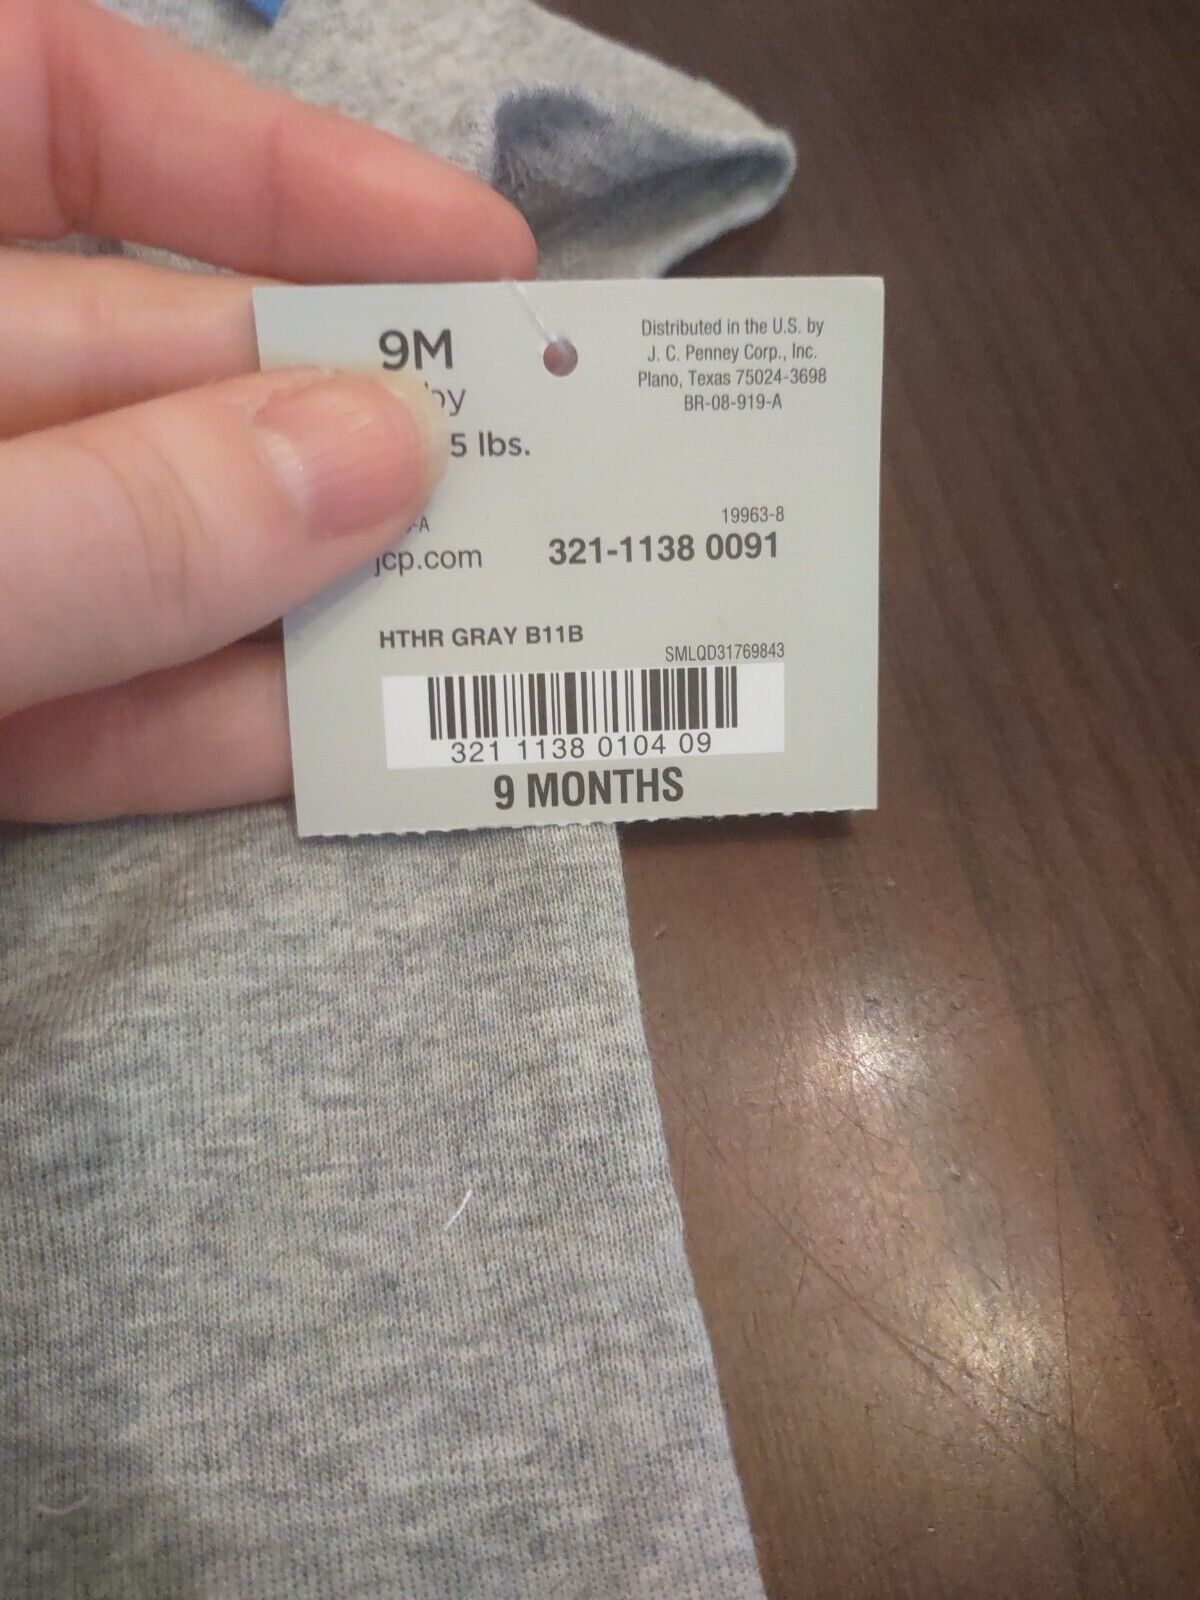 9M
Distributed in the U.S. by
J. C. Penney Corp., Inc.
Plano, Texas 75024-3698
BR-08-919-A
5 lbs.
-A
19963-8
jcp.com
321-1138 0091
HTHR GRAY B11B
SMLQD31769843
321 1138 0104 09
9 MONTHS